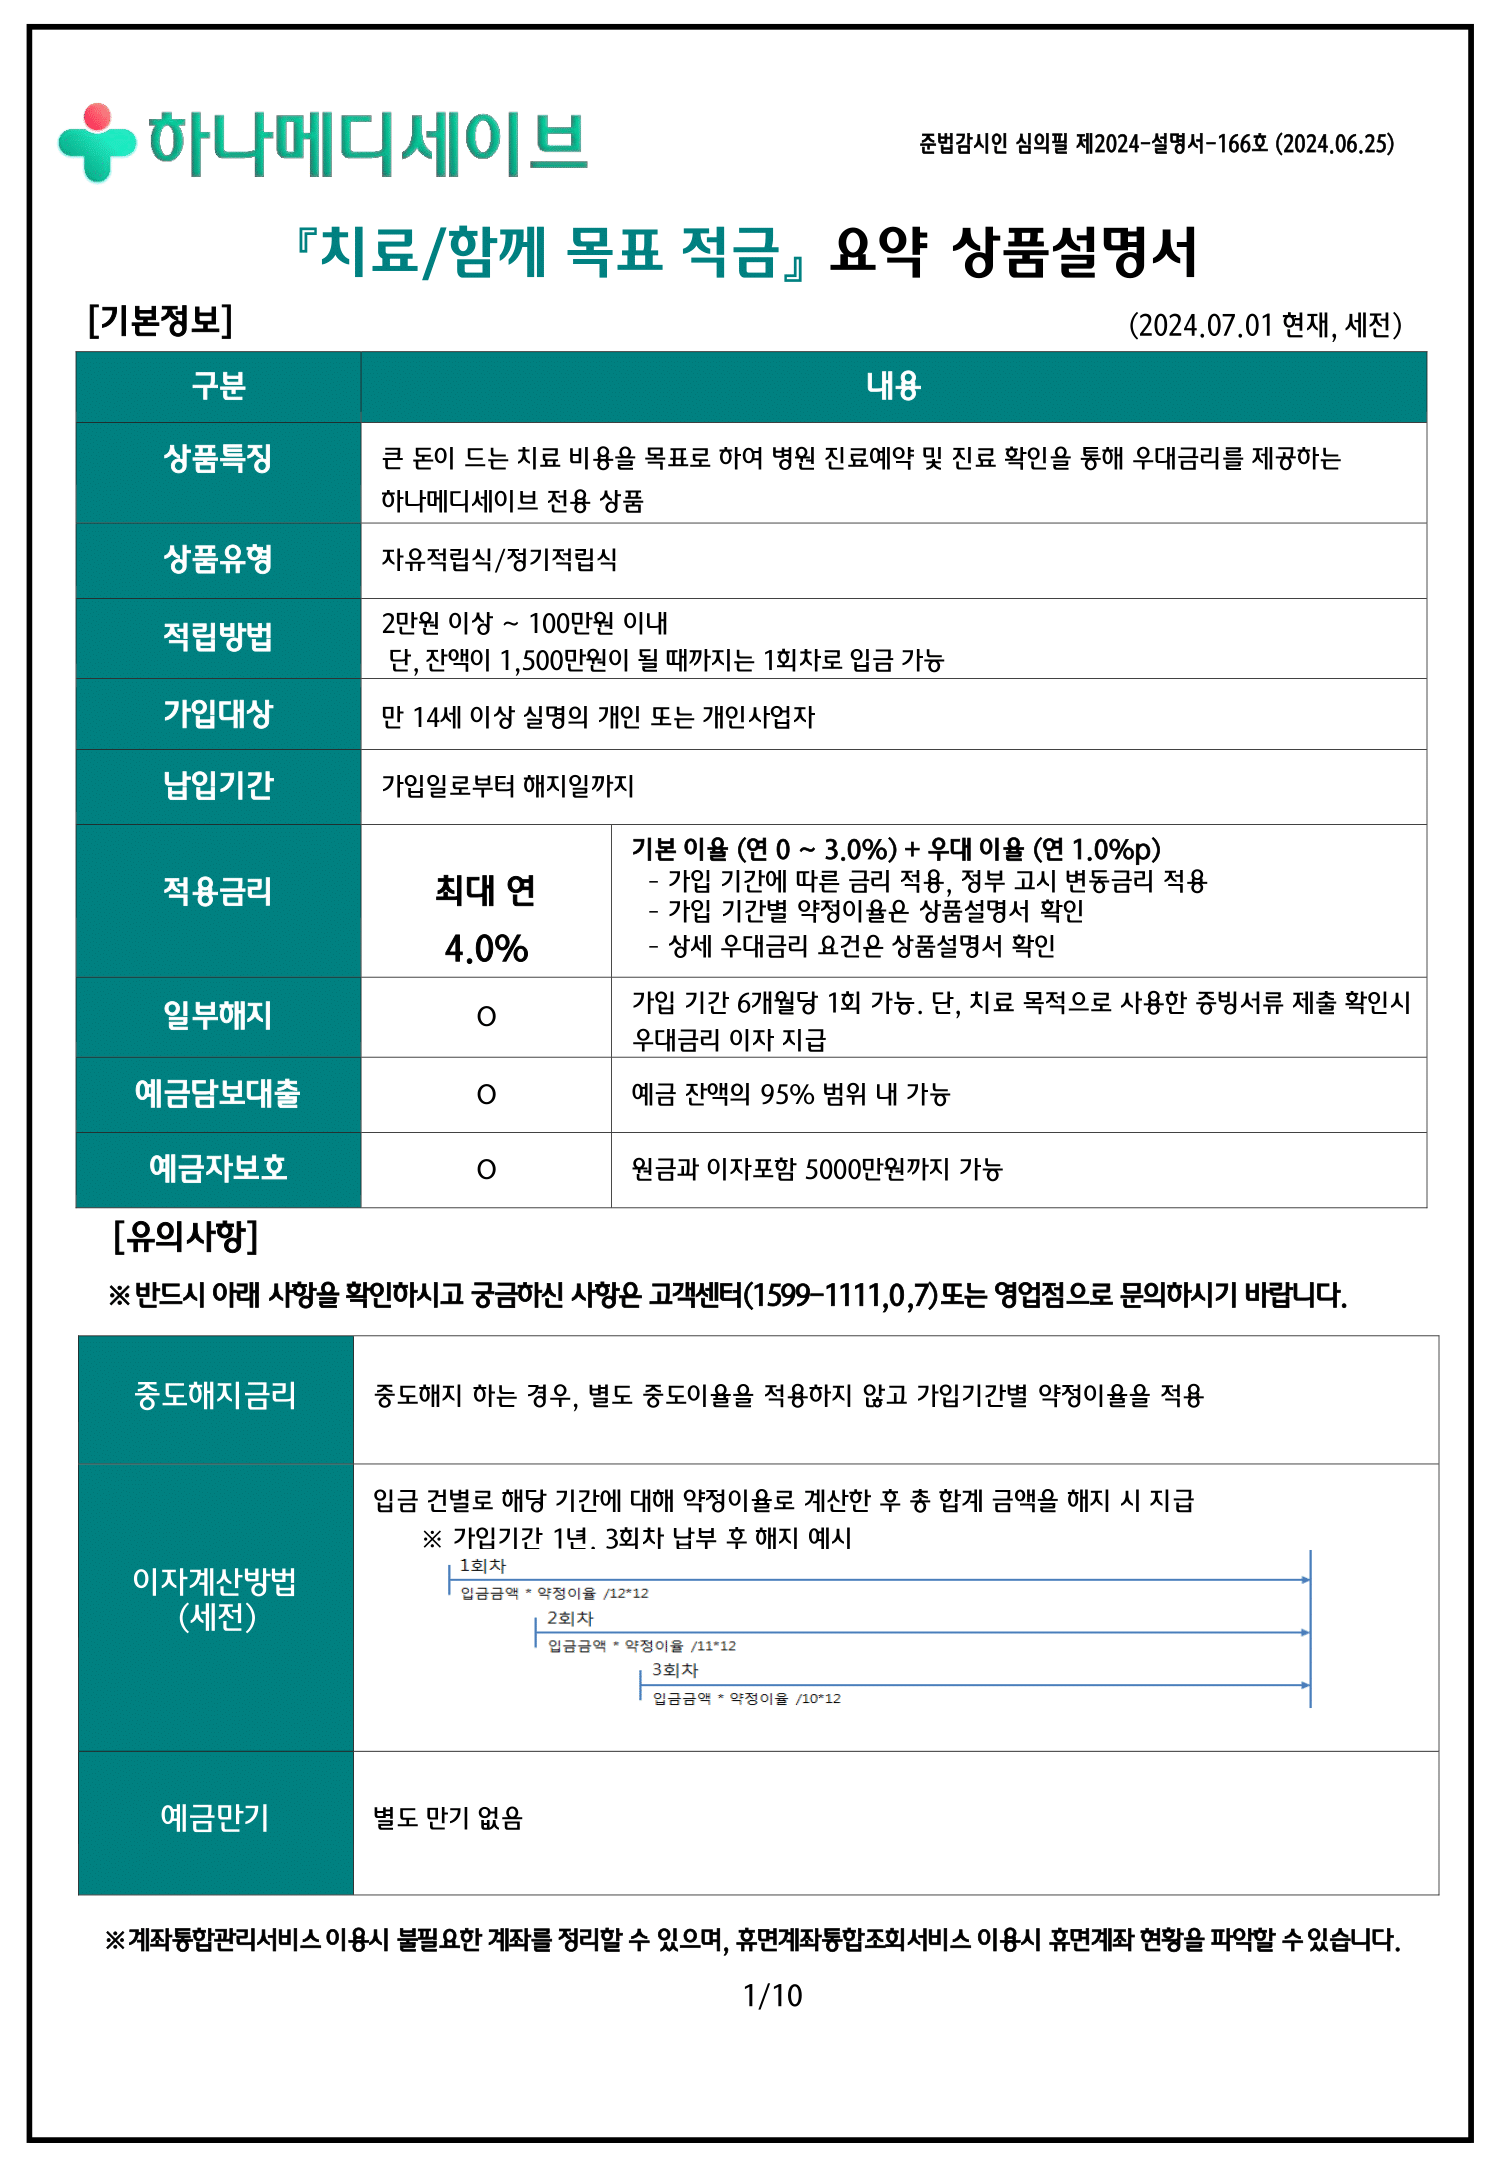 하나메디세이브
준법감시인 심의필 제2024-설명서-166호 (2024.06.25)
『치료/함께 목표 적금』 요약 상품설명서
[기본정보]
(2024.07.01 현재, 세전)
구분 내용
상품특징
큰 돈이 드는 치료 비용을 목표로 하여 병원 진료예약 및 진료 확인을 통해 우대금리를 제공하는
하나메디세이브 전용 상품
상품유형
자유적립식/정기적립식
적립방법
2만원 이상 ~ 100만원 이내
단, 잔액이 1,500만원이 될 때까지는 1회차로 입금 가능
가입대상
만 14세 이상 실명의 개인 또는 개인사업자
납입기간
가입일로부터 해지일까지
적용금리
최대 연
4.0%
기본 이율 (연 0 ~ 3.0%) + 우대 이율 (연 1.0%p)
- 가입 기간에 따른 금리 적용, 정부 고시 변동금리 적용
- 가입 기간별 약정이율은 상품설명서 확인
- 상세 우대금리 요건은 상품설명서 확인
일부해지
O
가입 기간 6개월당 1회 가능. 단, 치료 목적으로 사용한 증빙서류 제출 확인시
우대금리 이자 지급
예금담보대출
O
예금 잔액의 95% 범위 내 가능
예금자보호
O
원금과 이자포함 5000만원까지 가능
[유의사항]
※ 반드시 아래 사항을 확인하시고 궁금하신 사항은 고객센터(1599-1111,0,7)또는 영업점으로 문의하시기 바랍니다.
중도해지금리
중도해지 하는 경우, 별도 중도이율을 적용하지 않고 가입기간별 약정이율을 적용
이자계산방법
(세전)
입금 건별로 해당 기간에 대해 약정이율로 계산한 후 총 합계 금액을 해지 시 지급
※ 가입기간 1년, 3회차 납부 후 해지 예시
1회차
입금금액 * 약정이율 /12*12
2회차
입금금액 * 약정이율 /11*12
3회차
입금금액 * 약정이율 /10*12
예금만기
별도 만기 없음
※ 계좌통합관리서비스 이용시 불필요한 계좌를 정리할 수 있으며, 휴면계좌통합조회서비스 이용시 휴면계좌 현황을 파악할 수 있습니다.
1/10